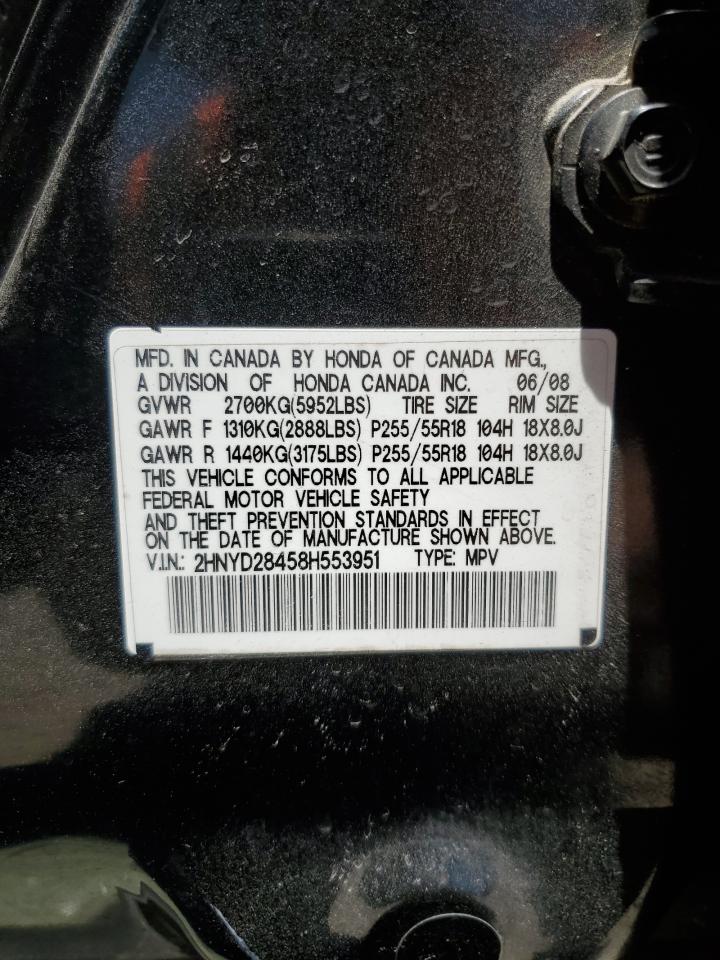 MFD. IN CANADA BY HONDA OF CANADA MFG.,
A DIVISION OF HONDA CANADA INC. 06/08
GVWR 2700KG(5952LBS) TIRE SIZE RIM SIZE
GAWR F 1310KG(2888LBS) P255/55R18 104H 18X8.0J
GAWR R 1440KG(3175LBS) P255/55R18 104H 18X8.0J
THIS VEHICLE CONFORMS TO ALL APPLICABLE
FEDERAL MOTOR VEHICLE SAFETY
AND THEFT PREVENTION STANDARDS IN EFFECT
ON THE DATE OF MANUFACTURE SHOWN ABOVE.
V.I.N.: 2HNYD28458H553951 TYPE: MPV